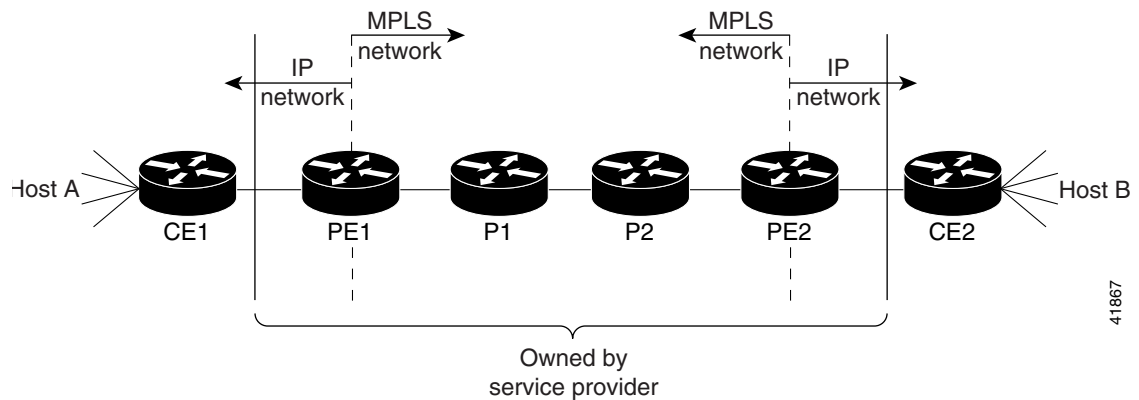 MPLS
network
MPLS
network
IP
network
IP
network
Host A
Host B
CE1
PE1
P1
P2
PE2
CE2
41867
Owned by
service provider